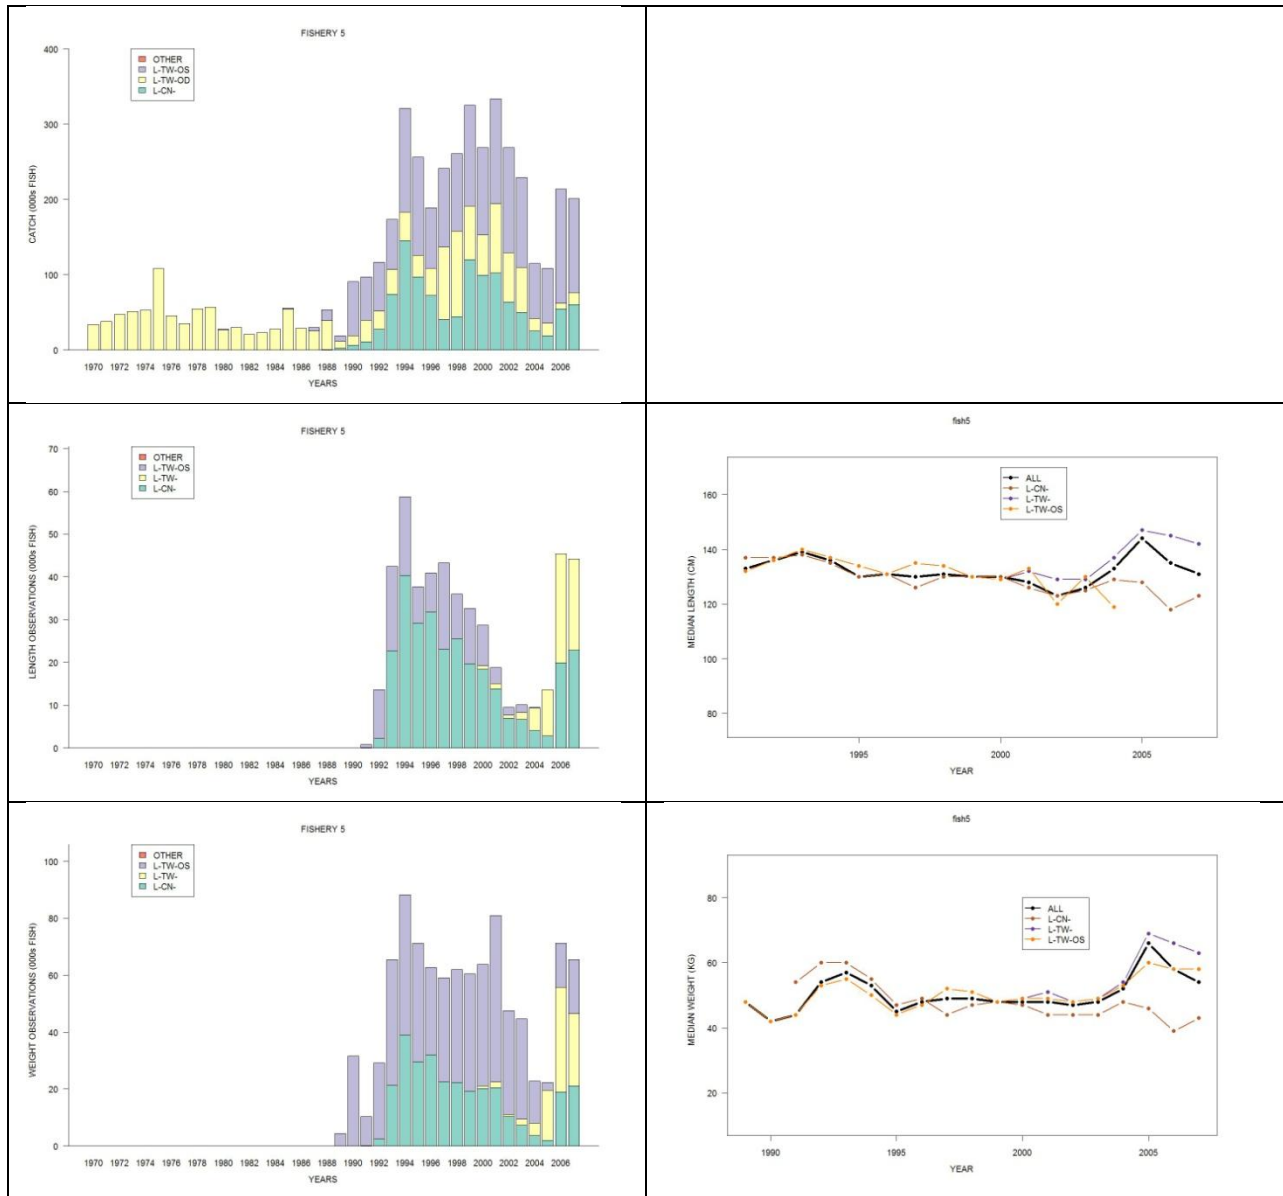 FISHERY 5
400
300
200
100
0
CATCH (000s FISH)
OTHER
L-TW-OS
L-TW-OD
L-CN-
1970 1972 1974 1976 1978 1980 1982 1984 1986 1988 1990 1992 1994 1996 1998 2000 2002 2004 2006
YEARS
FISHERY 5
70
60
50
40
30
20
10
0
LENGTH OBSERVATIONS (000s FISH)
OTHER
L-TW-OS
L-TW-
L-CN-
1970 1972 1974 1976 1978 1980 1982 1984 1986 1988 1990 1992 1994 1996 1998 2000 2002 2004 2006
YEARS
fish5
160
140
120
100
80
MEDIAN LENGTH (CM)
ALL
L-CN-
L-TW-
L-TW-OS
1995 2000 2005
YEAR
FISHERY 5
100
80
60
40
20
0
WEIGHT OBSERVATIONS (000s FISH)
OTHER
L-TW-OS
L-TW-
L-CN-
1970 1972 1974 1976 1978 1980 1982 1984 1986 1988 1990 1992 1994 1996 1998 2000 2002 2004 2006
YEARS
fish5
80
60
40
20
MEDIAN WEIGHT (KG)
ALL
L-CN-
L-TW-
L-TW-OS
1990 1995 2000 2005
YEAR